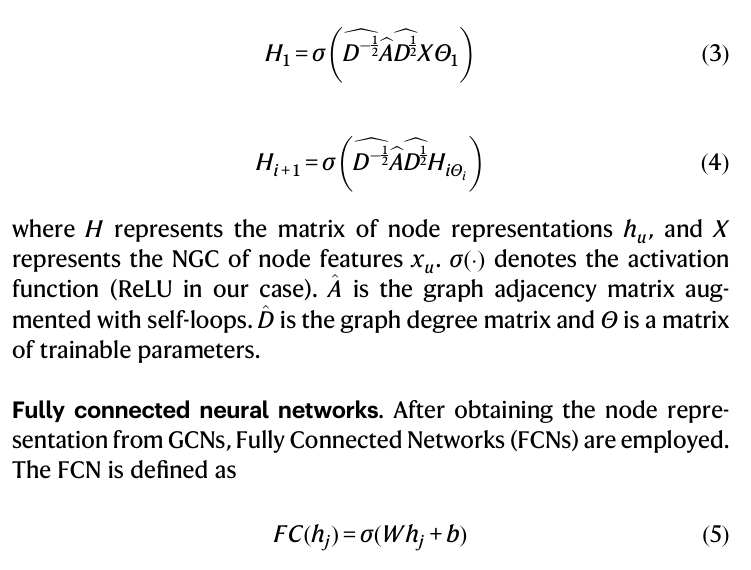 $H_1 = \sigma\left(\widehat{D^{-\frac{1}{2}}}\widehat{A}\widehat{D^{\frac{1}{2}}}X\Theta_1\right)$ (3)
$H_{i+1} = \sigma\left(\widehat{D^{-\frac{1}{2}}}\widehat{A}\widehat{D^{\frac{1}{2}}}H_{i\Theta_i}\right)$ (4)
where $H$ represents the matrix of node representations $h_u$, and $X$
represents the NGC of node features $x_u$. $\sigma(\cdot)$ denotes the activation
function (ReLU in our case). $\hat{A}$ is the graph adjacency matrix aug-
mented with self-loops. $\hat{D}$ is the graph degree matrix and $\Theta$ is a matrix
of trainable parameters.
Fully connected neural networks. After obtaining the node repre-
sentation from GCNs, Fully Connected Networks (FCNs) are employed.
The FCN is defined as
$FC(h_j) = \sigma(Wh_j + b)$ (5)